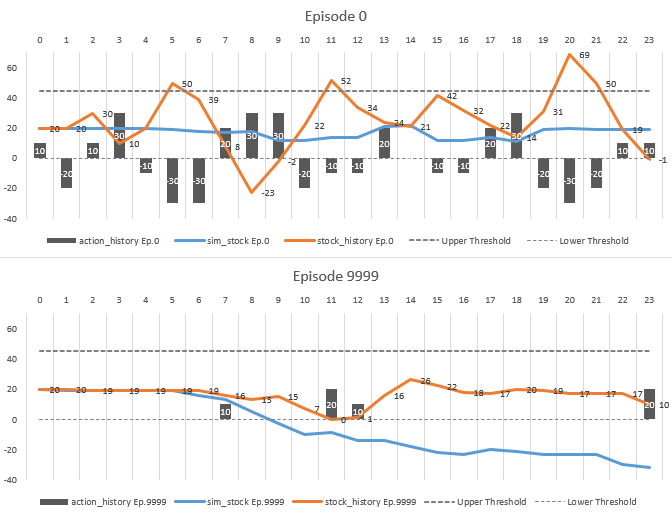 Episode 0
0 1 2 3 4 5 6 7 8 9 10 11 12 13 14 15 16 17 18 19 20 21 22 23
60
40
20
0
-20
-40
20 20 30 10 50 39 8 -23 -2 22 52 34 24 21 42 32 22 14 31 69 50 19 -1
10 -20 10 30 -10 -30 -30 20 30 30 -20 -10 -10 20 -10 -10 20 30 -20 -30 -20 10 10
action_history Ep.0 sim_stock Ep.0 stock_history Ep.0 Upper Threshold Lower Threshold
Episode 9999
0 1 2 3 4 5 6 7 8 9 10 11 12 13 14 15 16 17 18 19 20 21 22 23
60
40
20
0
-20
-40
20 20 19 19 19 19 19 16 13 15 7 0 1 16 26 22 18 17 20 19 17 17 17 10
10 20 10 20
action_history Ep.9999 sim_stock Ep.9999 stock_history Ep.9999 Upper Threshold Lower Threshold